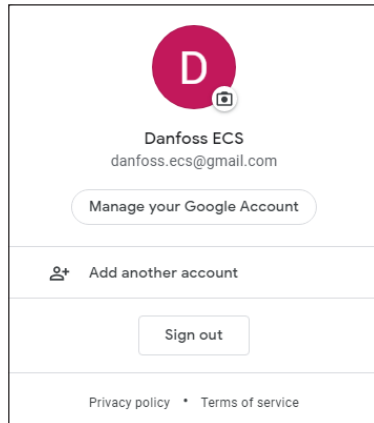 D
Danfoss ECS
danfoss.ecs@gmail.com
Manage your Google Account
Add another account
Sign out
Privacy policy • Terms of service